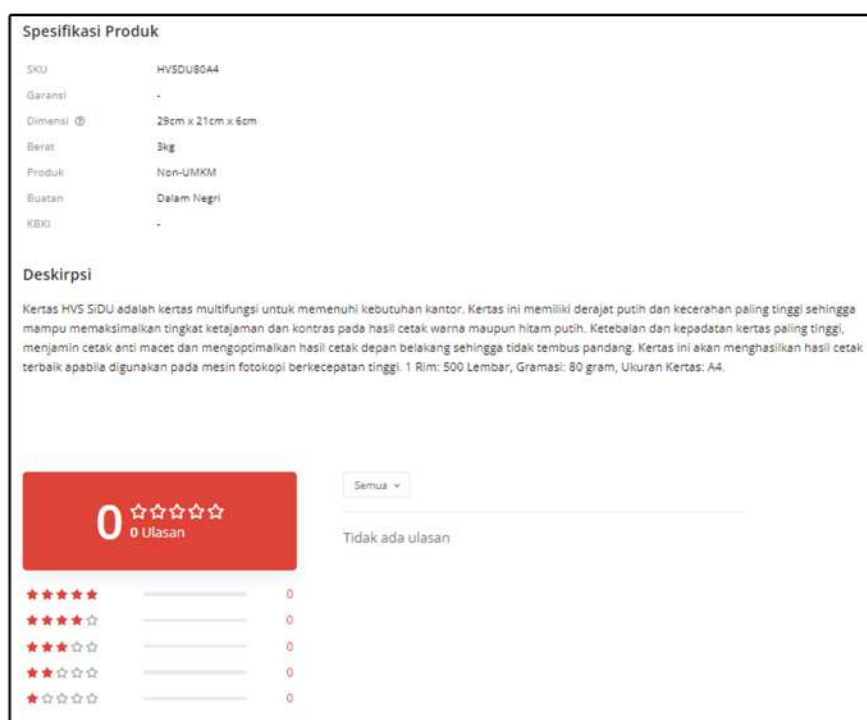 Spesifikasi Produk
SKU HVSDU80A4
Garansi -
Dimensi 29cm x 21cm x 6cm
Berat 3kg
Produk Non-UMKM
Buatan Dalam Negri
KBKI -
Deskirpsi
Kertas HVS SiDU adalah kertas multifungsi untuk memenuhi kebutuhan kantor. Kertas ini memiliki derajat putih dan kecerahan paling tinggi sehingga
mampu memaksimalkan tingkat ketajaman dan kontras pada hasil cetak warna maupun hitam putih. Ketebalan dan kepadatan kertas paling tinggi,
menjamin cetak anti macet dan mengoptimalkan hasil cetak depan belakang sehingga tidak tembus pandang. Kertas ini akan menghasilkan hasil cetak
terbaik apabila digunakan pada mesin fotokopi berkecepatan tinggi. 1 Rim: 500 Lembar, Gramasi: 80 gram, Ukuran Kertas: A4.
0
0 Ulasan
Semua
Tidak ada ulasan
0
0
0
0
0